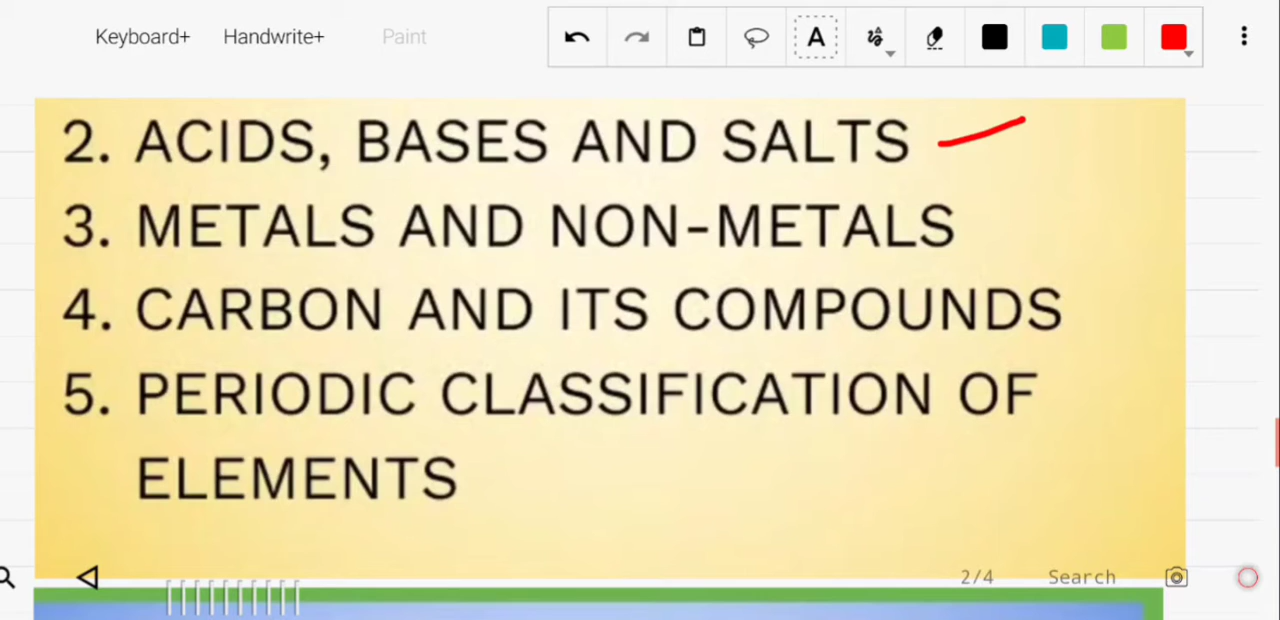 Keyboard+ Handwrite+ Paint A
2. ACIDS, BASES AND SALTS
3. METALS AND NON-METALS
4. CARBON AND ITS COMPOUNDS
5. PERIODIC CLASSIFICATION OF
ELEMENTS
2/4 Search